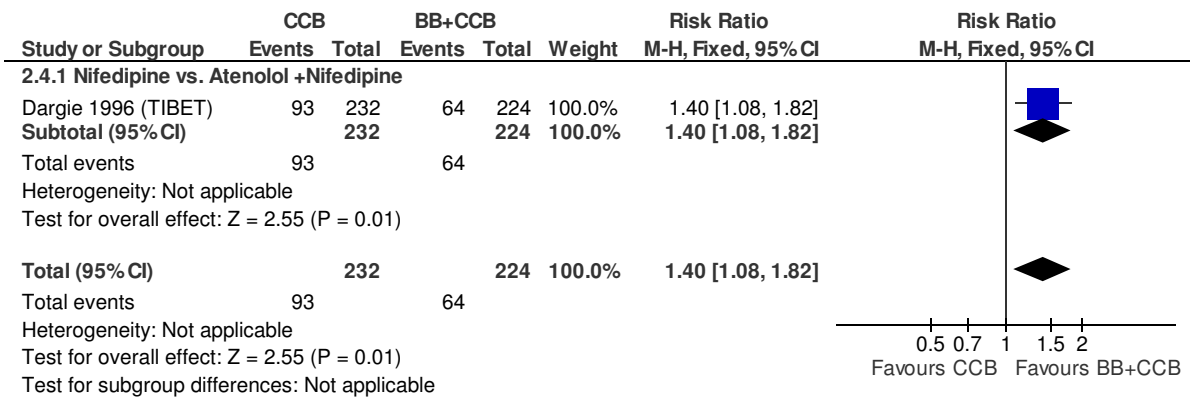 CCB BB+CCB Risk Ratio Risk Ratio
Study or Subgroup Events Total Events Total Weight M-H, Fixed, 95% CI M-H, Fixed, 95% CI
2.4.1 Nifedipine vs. Atenolol +Nifedipine
Dargie 1996 (TIBET) 93 232 64 224 100.0% 1.40 [1.08, 1.82]
Subtotal (95% CI) 232 224 100.0% 1.40 [1.08, 1.82]
Total events 93 64
Heterogeneity: Not applicable
Test for overall effect: Z = 2.55 (P = 0.01)
Total (95% CI) 232 224 100.0% 1.40 [1.08, 1.82]
Total events 93 64
Heterogeneity: Not applicable
Test for overall effect: Z = 2.55 (P = 0.01)
Test for subgroup differences: Not applicable
0.5 0.7 1 1.5 2
Favours CCB Favours BB+CCB